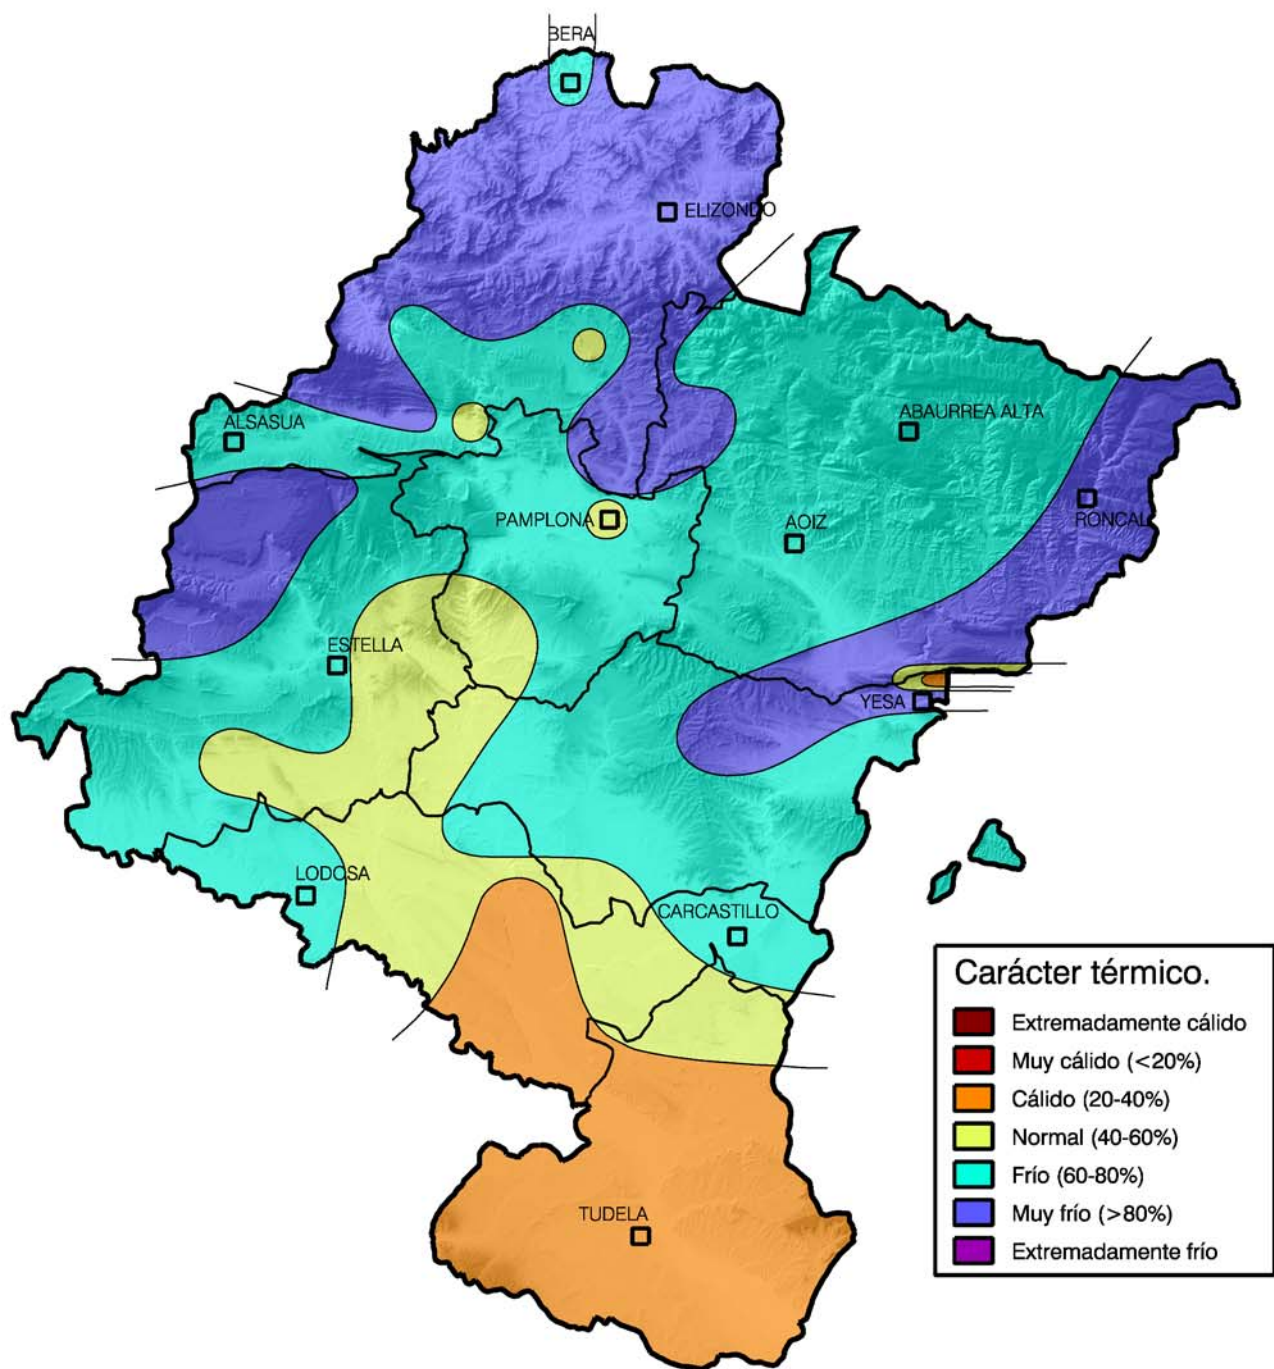 BERA
ELIZONDO
ALSASUA
ABAURREA ALTA
PAMPLONA
AOIZ
RONCAL
ESTELLA
YESA
LODOSA
CARCASTILLO
TUDELA
Carácter térmico.
Extremadamente cálido
Muy cálido (<20%)
Cálido (20-40%)
Normal (40-60%)
Frío (60-80%)
Muy frío (>80%)
Extremadamente frío